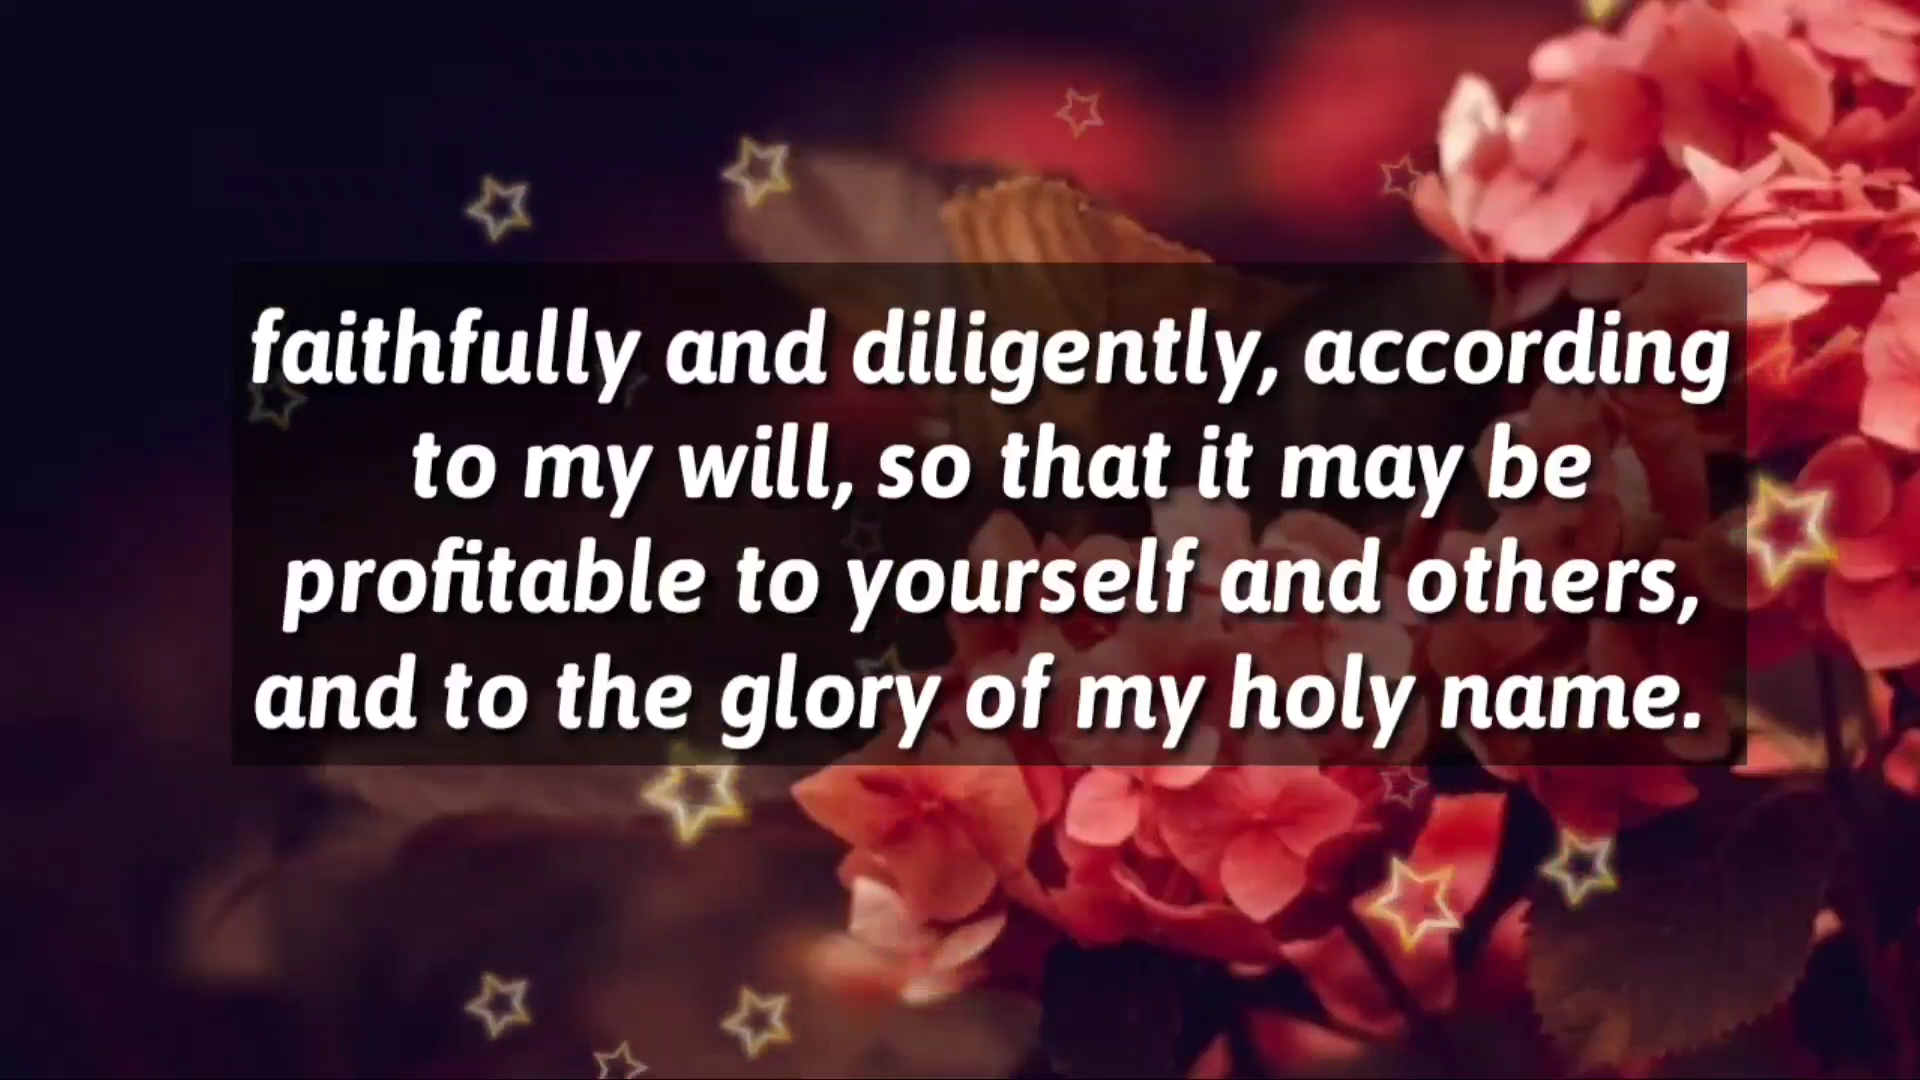 faithfully and diligently, according
to my will, so that it may be
profitable to yourself and others,
and to the glory of my holy name.